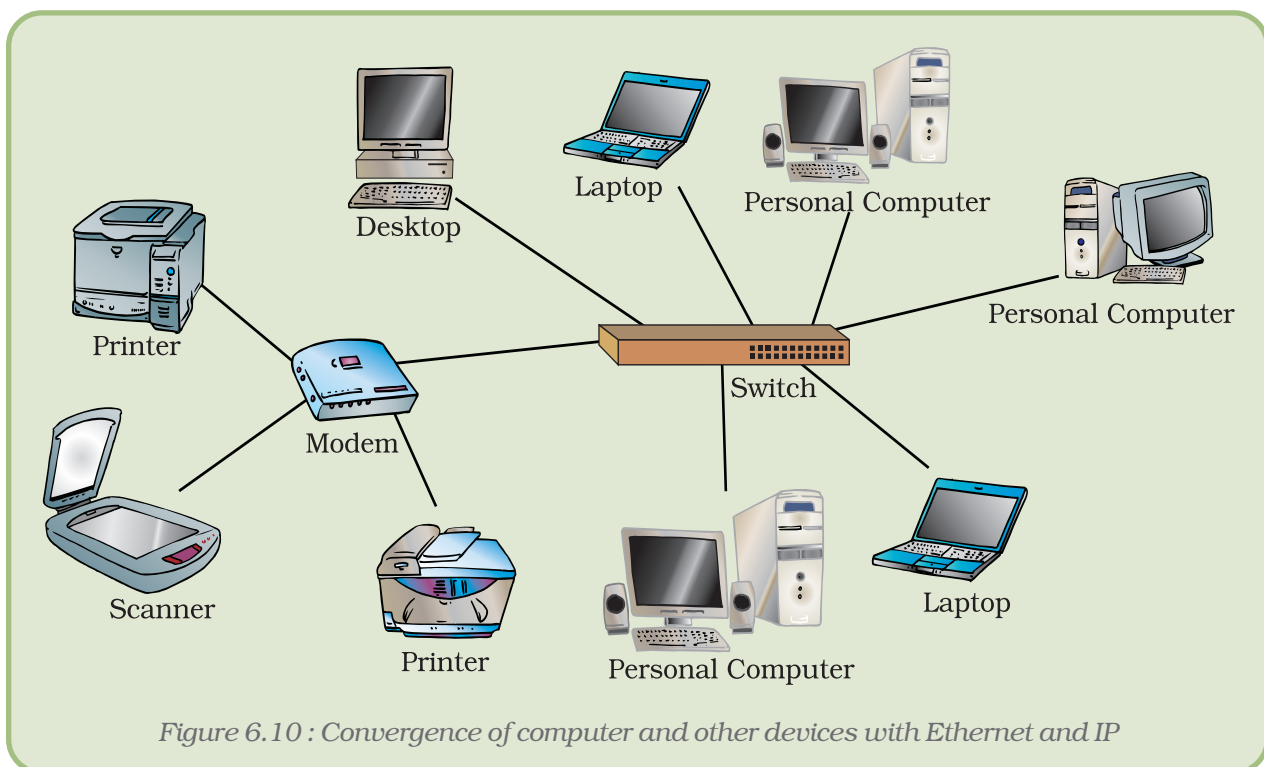 Desktop
Laptop
Personal Computer
Personal Computer
Printer
Switch
Modem
Scanner
Printer
Personal Computer
Laptop
Figure 6.10 : Convergence of computer and other devices with Ethernet and IP